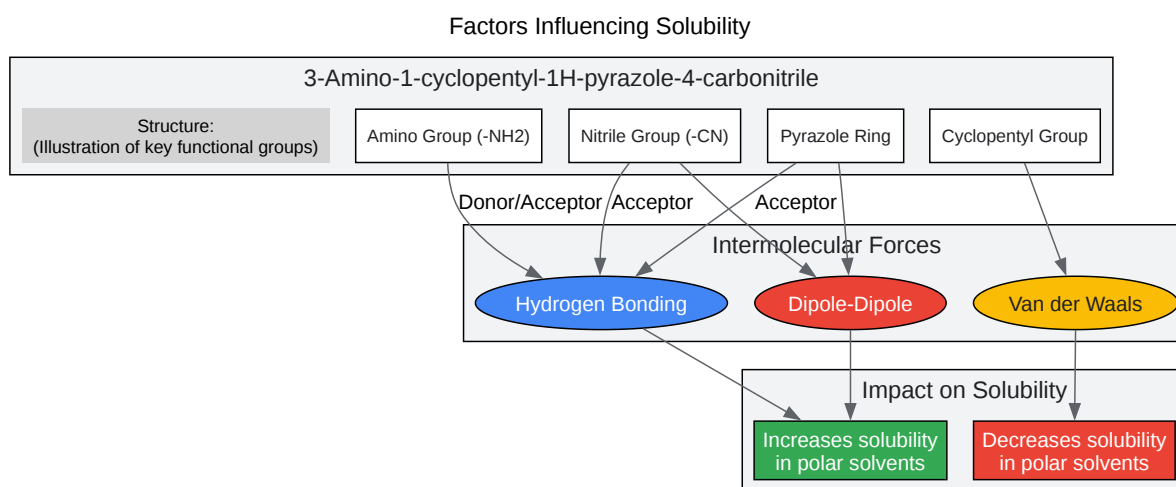 Factors Influencing Solubility
3-Amino-1-cyclopentyl-1H-pyrazole-4-carbonitrile
Structure:
(Illustration of key functional groups)
Amino Group (-NH2)
Nitrile Group (-CN)
Pyrazole Ring
Cyclopentyl Group
Donor/Acceptor
Acceptor
Acceptor
Intermolecular Forces
Hydrogen Bonding
Dipole-Dipole
Van der Waals
Impact on Solubility
Increases solubility
in polar solvents
Decreases solubility
in polar solvents